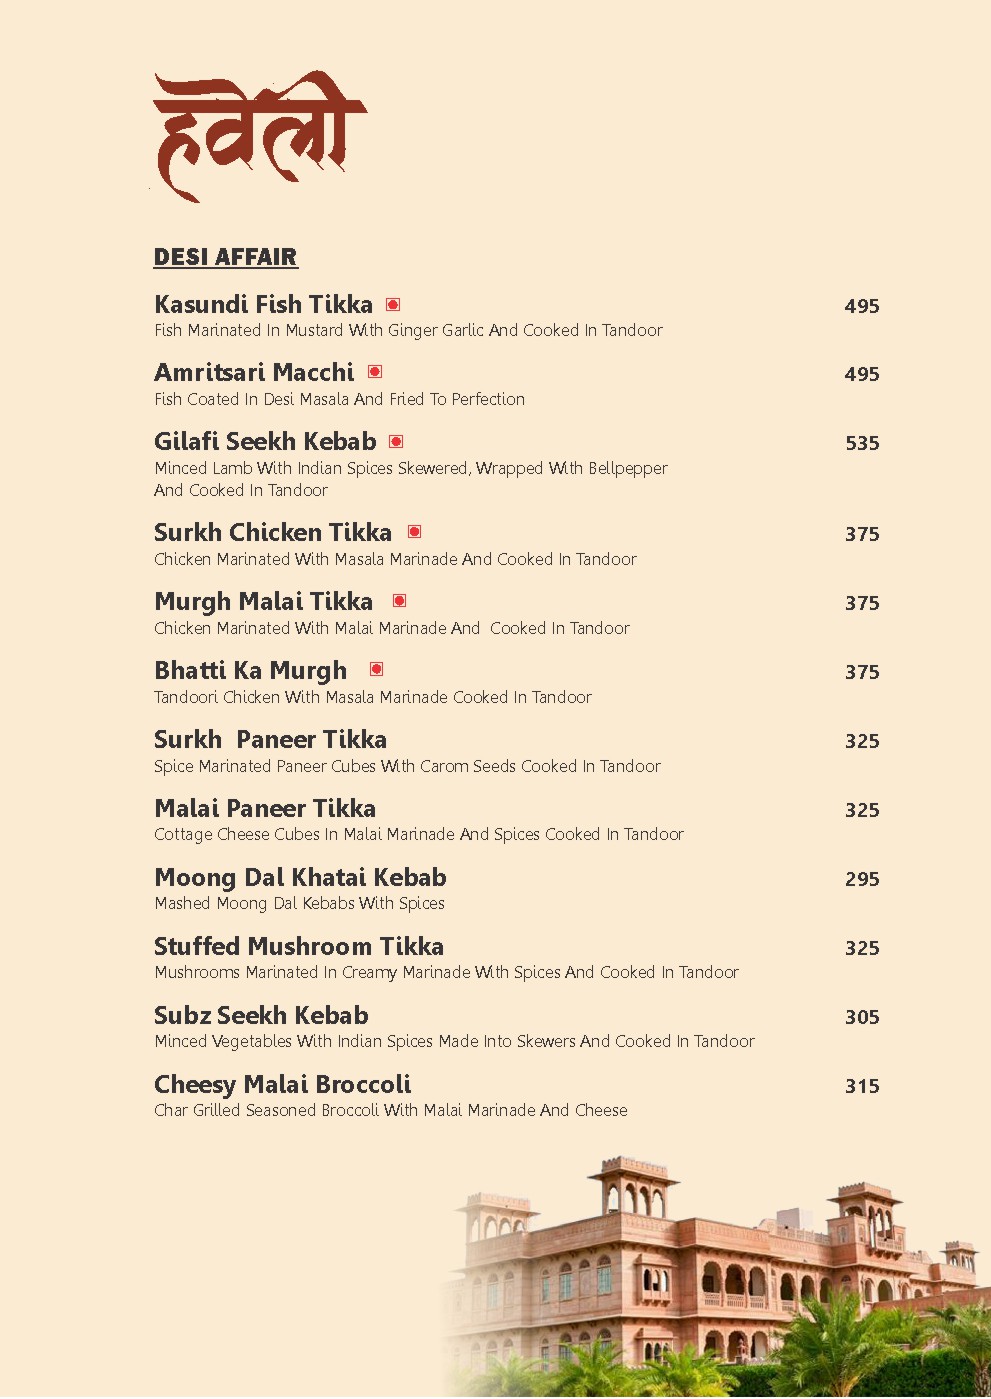 हवेली
DESI AFFAIR
Kasundi Fish Tikka 495
Fish Marinated In Mustard With Ginger Garlic And Cooked In Tandoor
Amritsari Macchi 495
Fish Coated In Desi Masala And Fried To Perfection
Gilafi Seekh Kebab 535
Minced Lamb With Indian Spices Skewered, Wrapped With Bellpepper
And Cooked In Tandoor
Surkh Chicken Tikka 375
Chicken Marinated With Masala Marinade And Cooked In Tandoor
Murgh Malai Tikka 375
Chicken Marinated With Malai Marinade And Cooked In Tandoor
Bhatti Ka Murgh 375
Tandoori Chicken With Masala Marinade Cooked In Tandoor
Surkh Paneer Tikka 325
Spice Marinated Paneer Cubes With Carom Seeds Cooked In Tandoor
Malai Paneer Tikka 325
Cottage Cheese Cubes In Malai Marinade And Spices Cooked In Tandoor
Moong Dal Khatai Kebab 295
Mashed Moong Dal Kebabs With Spices
Stuffed Mushroom Tikka 325
Mushrooms Marinated In Creamy Marinade With Spices And Cooked In Tandoor
Subz Seekh Kebab 305
Minced Vegetables With Indian Spices Made Into Skewers And Cooked In Tandoor
Cheesy Malai Broccoli 315
Char Grilled Seasoned Broccoli With Malai Marinade And Cheese